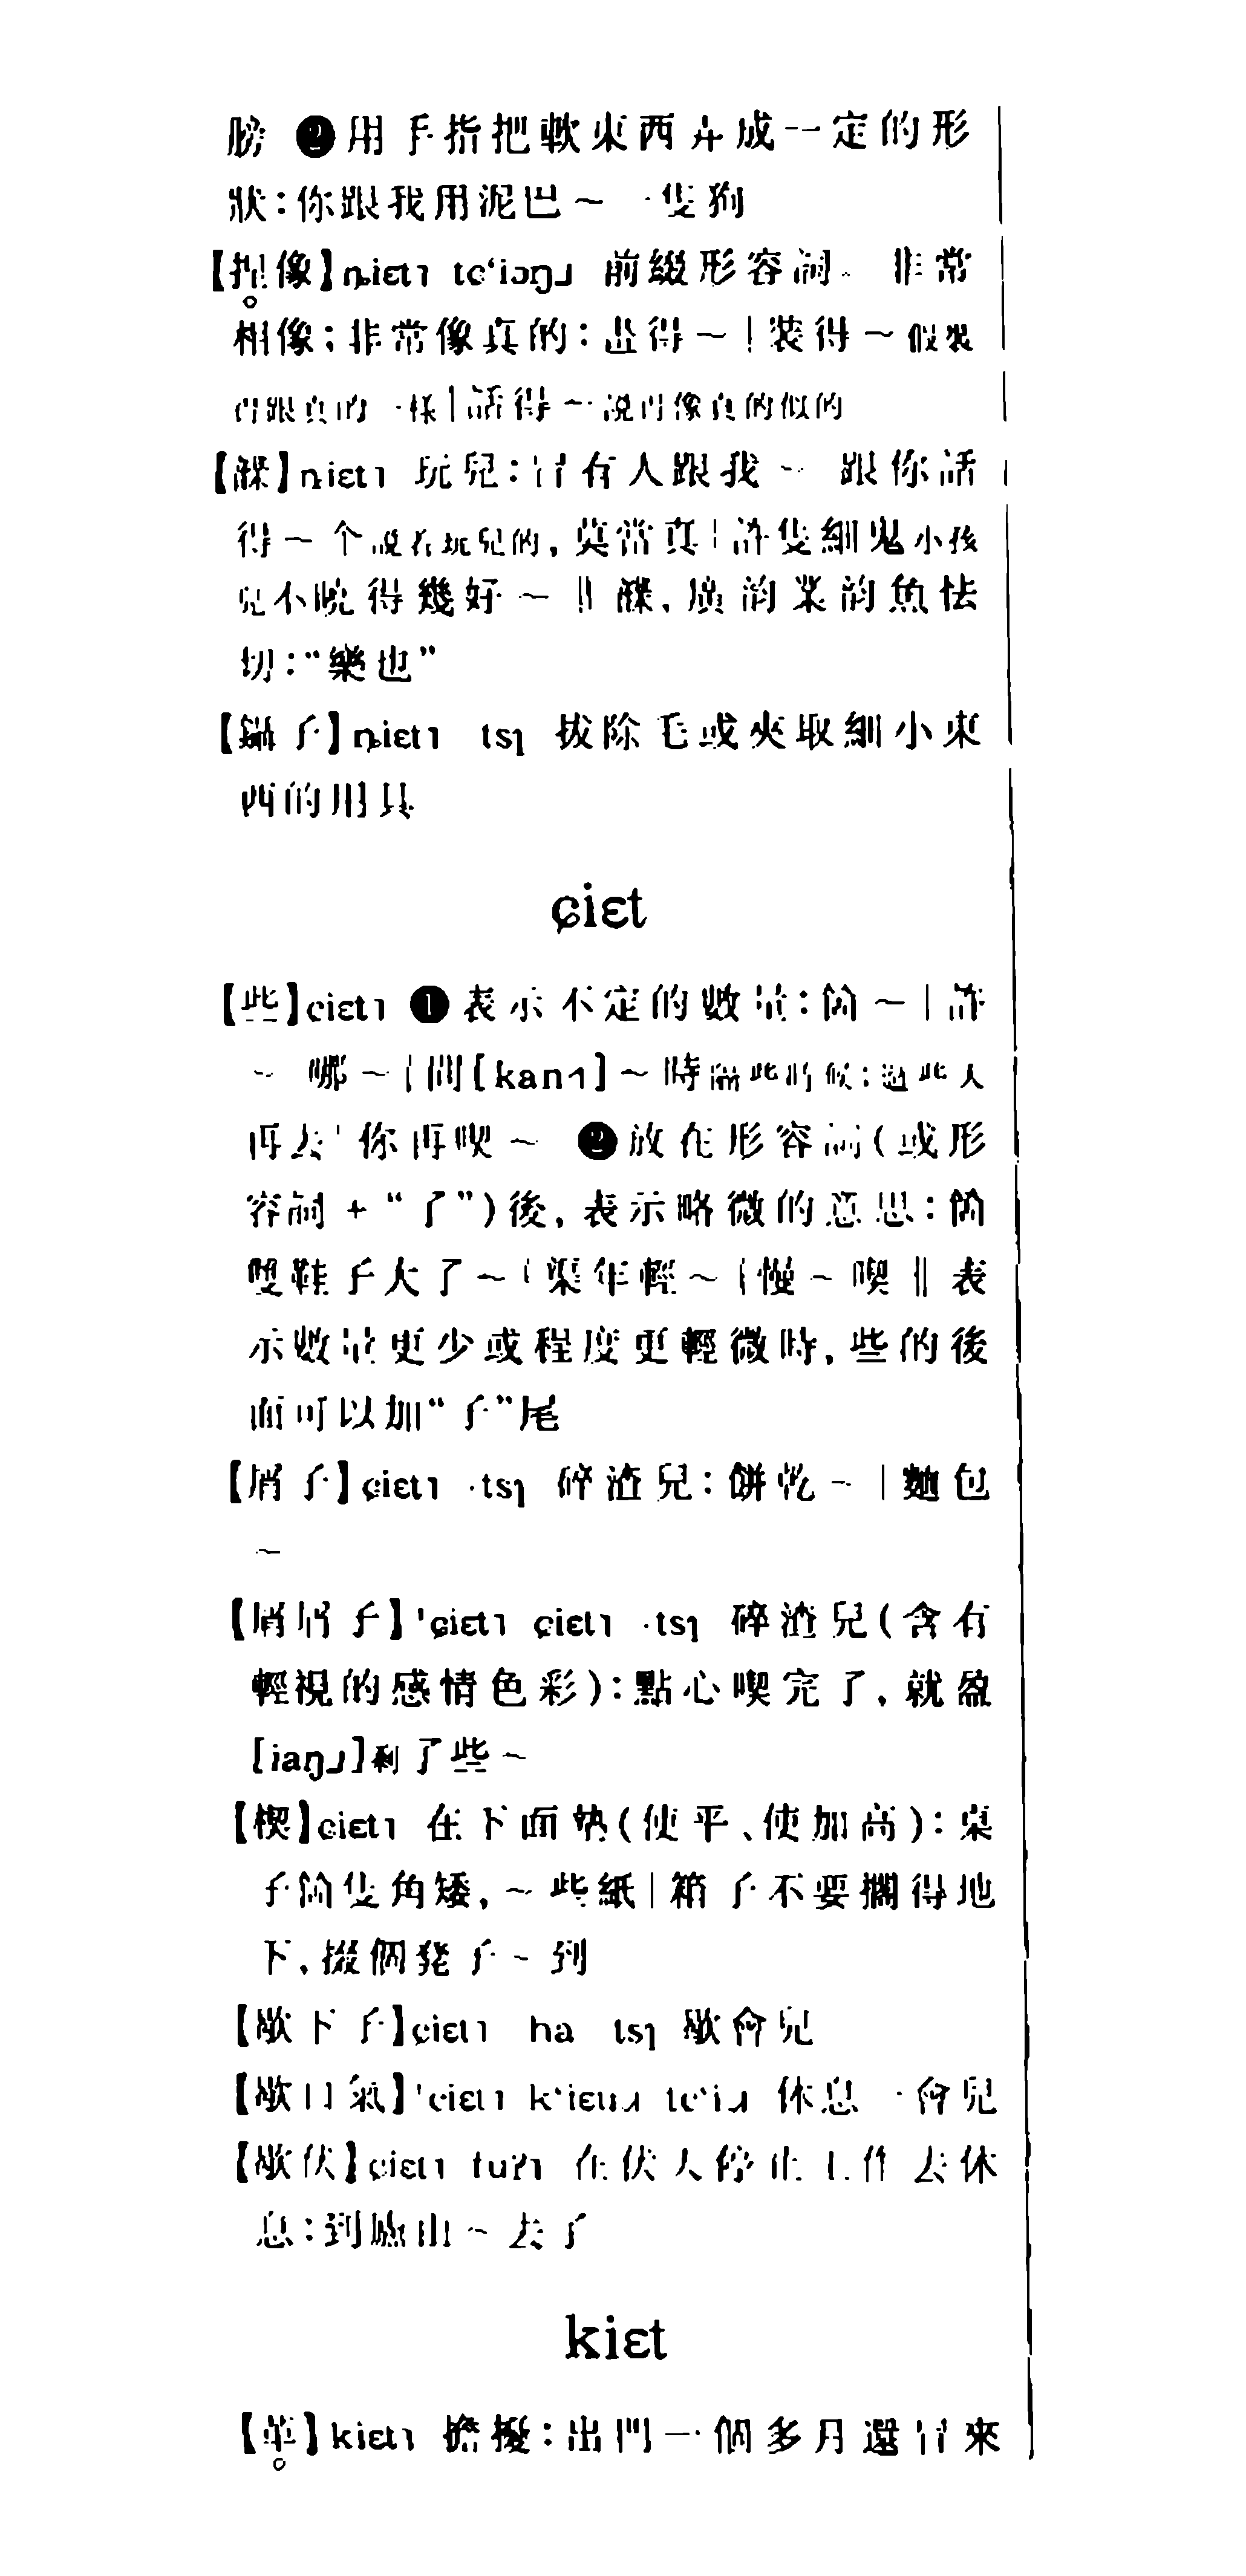 膀 ❷用手指把軟東西弄成一定的形
狀：你跟我用泥巴～一隻狗
【捏像】ȵiɛt˥ tɕʻiɔŋ˩ 前綴形容詞。非常
相像；非常像真的：畫得～｜裝得～假裝
得跟真的一樣｜話得～說得像真的似的
【䤿】ȵiɛt˥ 玩兒：冇有人跟我～ 跟你話
得～个說着玩兒的，莫當真｜許隻細鬼小孩
兒不曉得幾好～‖ ，廣韵業韵魚怯
切：“樂也”
【鑷子】ȵiɛt˥ tsɿ 拔除毛或夾取細小東
西的用具
ɕiɛt
【些】ɕiɛt˥ ❶表示不定的數量：箇～｜許
～ 哪～｜間[kan˧]～時隔些時候：過些人
再去｜你再喫～ ❷放在形容詞（或形
容詞＋“了”）後，表示略微的意思：箇
雙鞋子大了～｜渠年輕～｜慢～喫‖表
示數量更少或程度更輕微時，些的後
面可以加“子”尾
【屑子】ɕiɛt˥ ·tsɿ 碎渣兒：餅乾～｜麵包
～
【屑屑子】ˈɕiɛt˥ ɕiɛt˥ ·tsɿ 碎渣兒（含有
輕視的感情色彩）：點心喫完了，就盈
[iaŋ˩]剩了些～
【楔】ɕiɛt˥ 在下面墊（使平、使加高）：桌
子箇隻角矮，～些紙｜箱子不要擱得地
下，掇個凳子～到
【歇下子】ɕiɛt˥ ha tsɿ 歇會兒
【歇口氣】ˈɕiɛt˥ kʻiɛu˩ tɕʻi˩ 休息一會兒
【歇伏】ɕiɛt˥ fuʔ˥ 在伏天停止工作去休
息：到廬山～去了
kiɛt
【革】kiɛt˥ 擔擱：出門一個多月還冇來